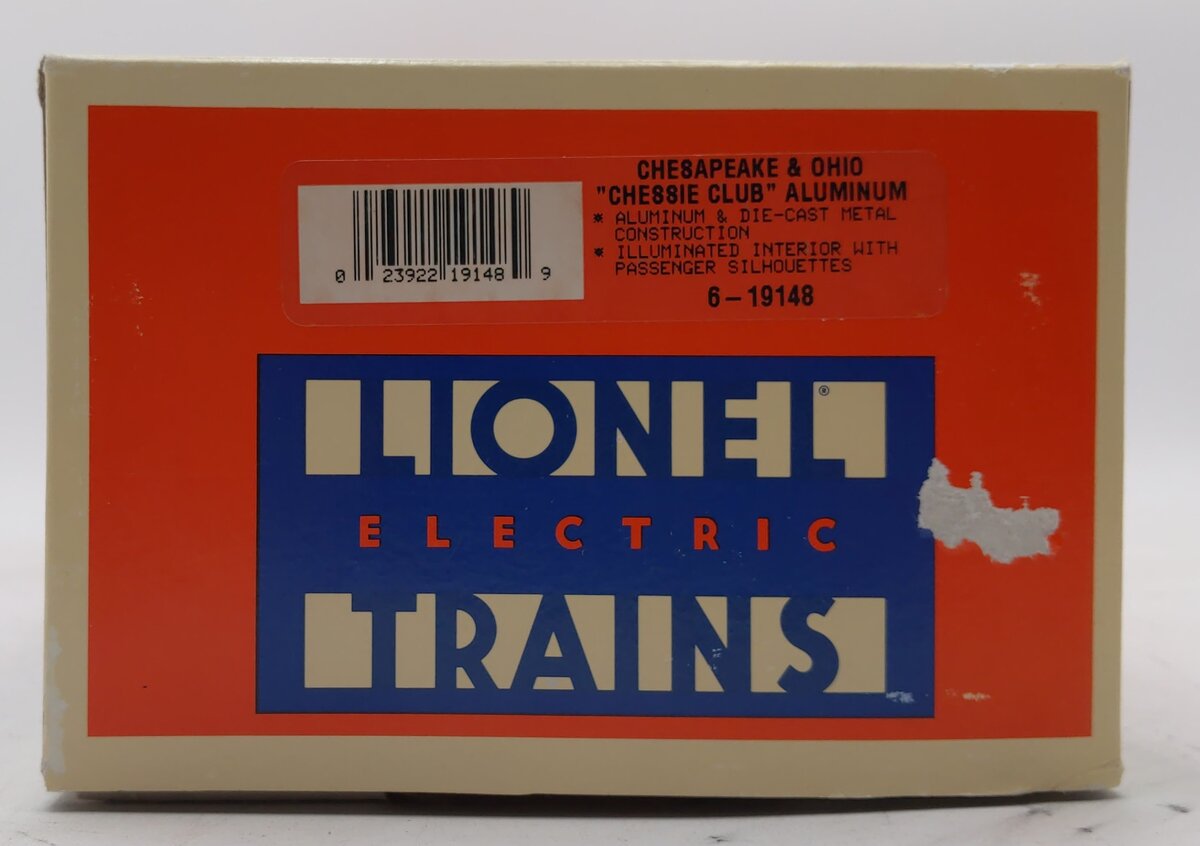 CHESAPEAKE & OHIO
"CHESSIE CLUB" ALUMINUM
* ALUMINUM & DIE-CAST METAL
CONSTRUCTION
* ILLUMINATED INTERIOR WITH
PASSENGER SILHOUETTES
6-19148
0 23922 19148 9
LIONEL®
ELECTRIC
TRAINS